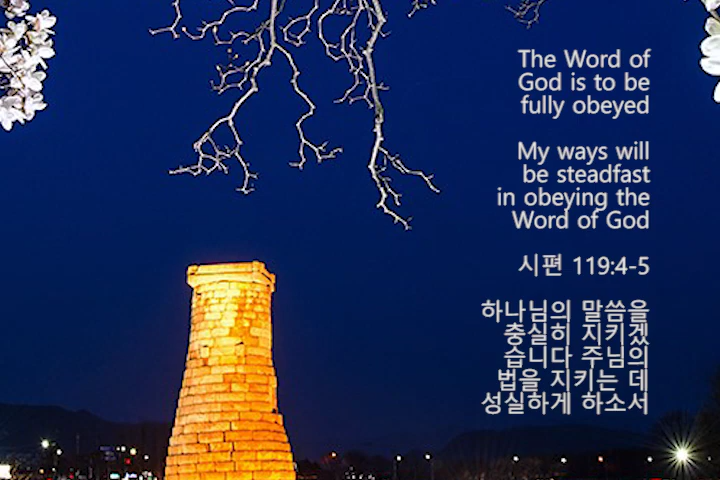 The Word of
God is to be
fully obeyed
My ways will
be steadfast
in obeying the
Word of God
시편 119:4-5
하나님의 말씀을
충실히 지키겠
습니다 주님의
법을 지키는 데
성실하게 하소서